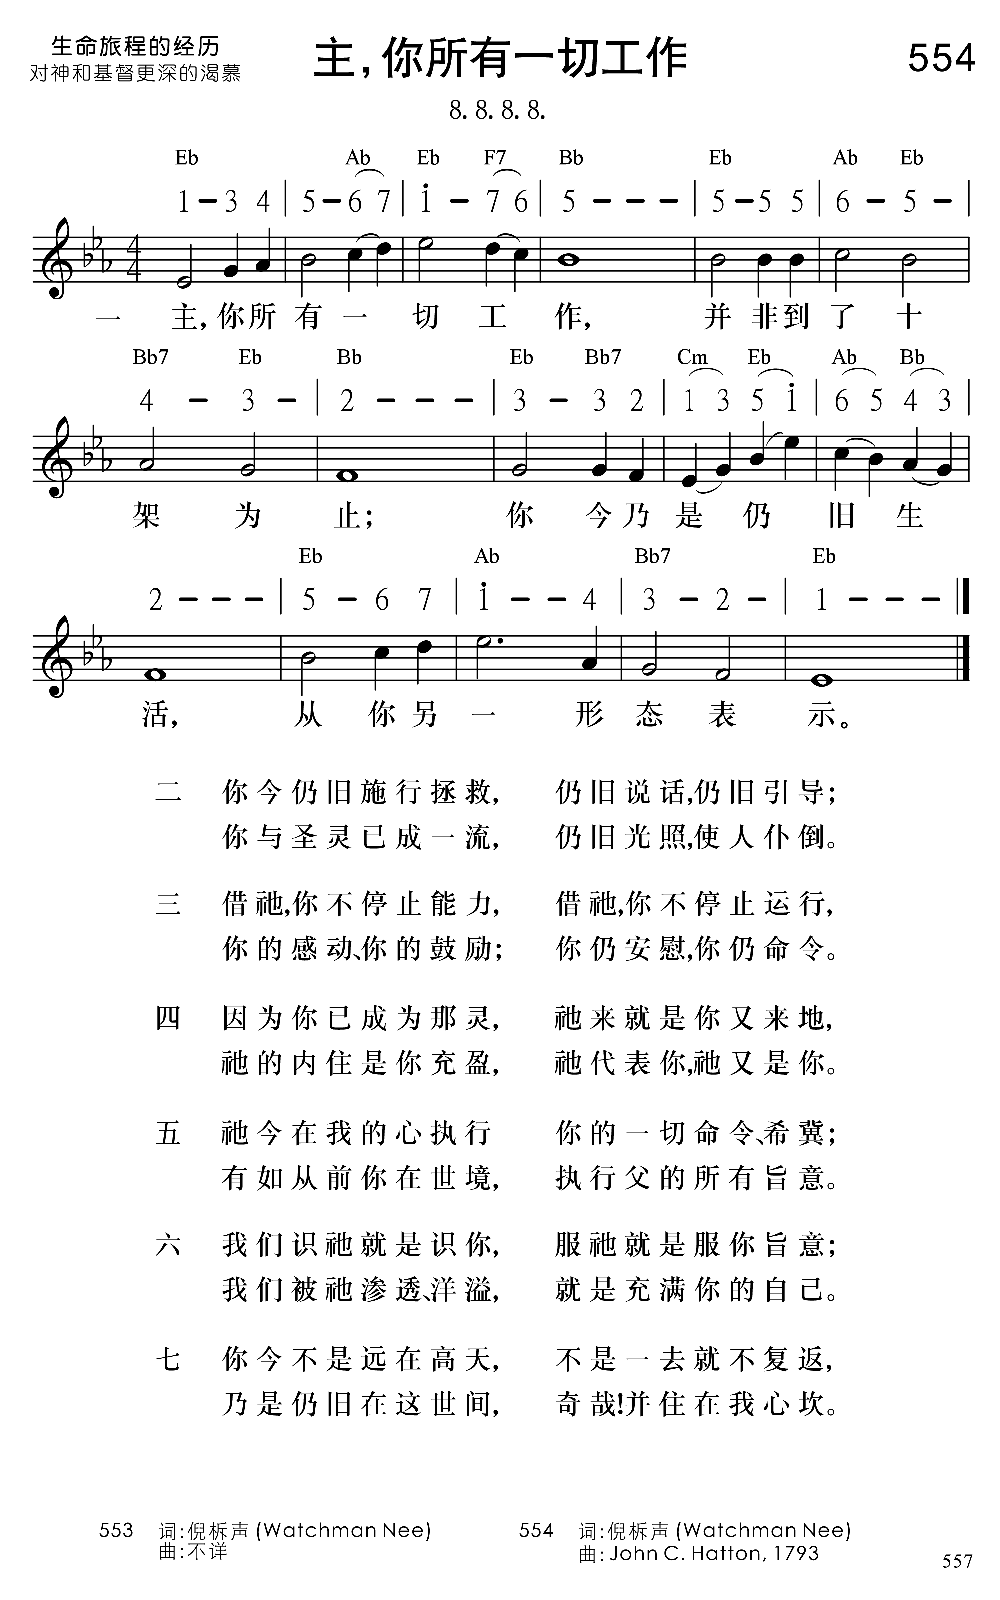 生命旅程的经历
对神和基督更深的渴慕
主,你所有一切工作
554
8. 8. 8. 8.
Eb Ab Eb F7 Bb Eb Ab Eb
1 – 3 4 | 5 – 6 7 | i – 7 6 | 5 – – – | 5 – 5 5 | 6 – 5 – |
一 主,你所有一切工作, 并非到了十
Bb7 Eb Bb Eb Bb7 Cm Eb Ab Bb
4 – 3 – | 2 – – – | 3 – 3 2 | 1 3 5 i | 6 5 4 3 |
架为止; 你今乃是仍旧生
Eb Ab Bb7 Eb
2 – – – | 5 – 6 7 | i – – 4 | 3 – 2 – | 1 – – – ‖
活, 从你另一形态表示。
二 你今仍旧施行拯救, 仍旧说话,仍旧引导;
你与圣灵已成一流, 仍旧光照,使人仆倒。
三 借祂,你不停止能力, 借祂,你不停止运行,
你的感动、你的鼓励; 你仍安慰,你仍命令。
四 因为你已成为那灵, 祂来就是你又来地,
祂的内住是你充盈, 祂代表你,祂又是你。
五 祂今在我的心执行 你的一切命令、希冀;
有如从前你在世境, 执行父的所有旨意。
六 我们识祂就是识你, 服祂就是服你旨意;
我们被祂渗透、洋溢, 就是充满你的自己。
七 你今不是远在高天, 不是一去就不复返,
乃是仍旧在这世间, 奇哉!并住在我心坎。
553 词:倪柝声 (Watchman Nee)
曲:不详
554 词:倪柝声 (Watchman Nee)
曲: John C. Hatton, 1793
557